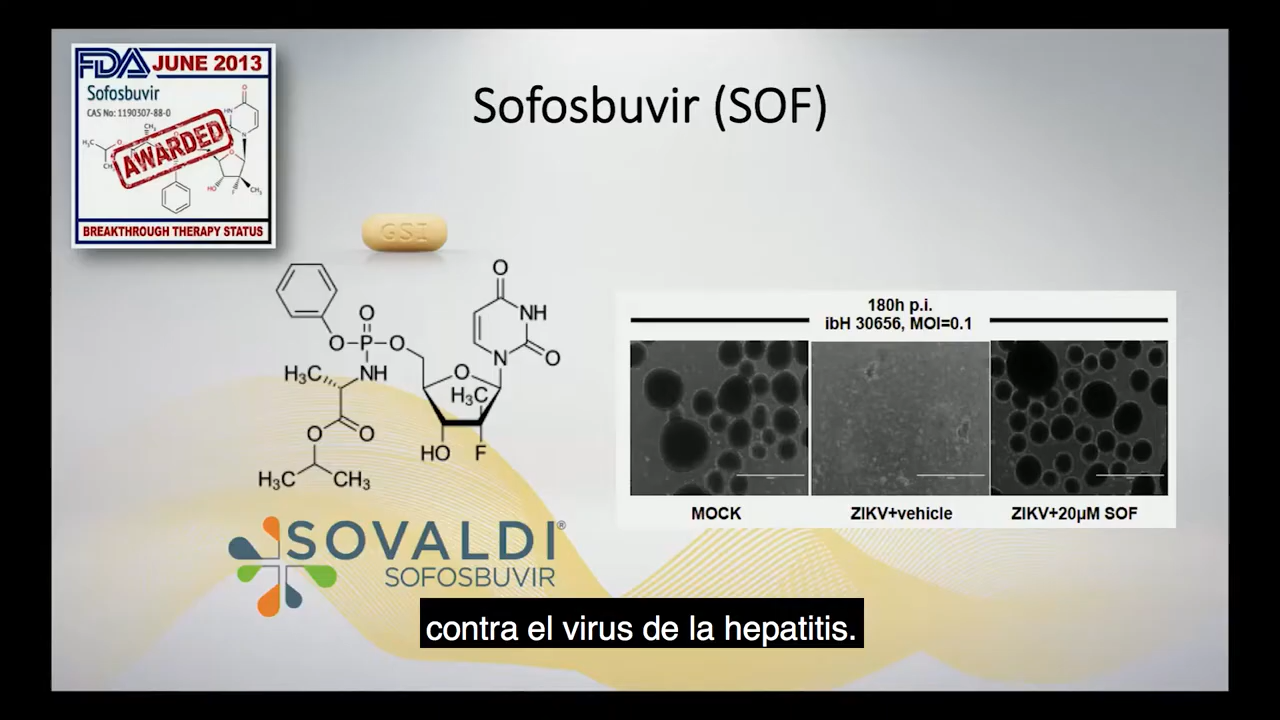 FDA JUNE 2013
Sofosbuvir
CAS No: 1190307-88-0
AWARDED
BREAKTHROUGH THERAPY STATUS
Sofosbuvir (SOF)
GSI
O
O
NH
O
P
O
O
N
O
H₃C
NH
O
H₃C
O
O
HO
F
H₃C
CH₃
180h p.i.
ibH 30656, MOI=0.1
MOCK
ZIKV+vehicle
ZIKV+20µM SOF
SOVALDI®
SOFOSBUVIR
contra el virus de la hepatitis.